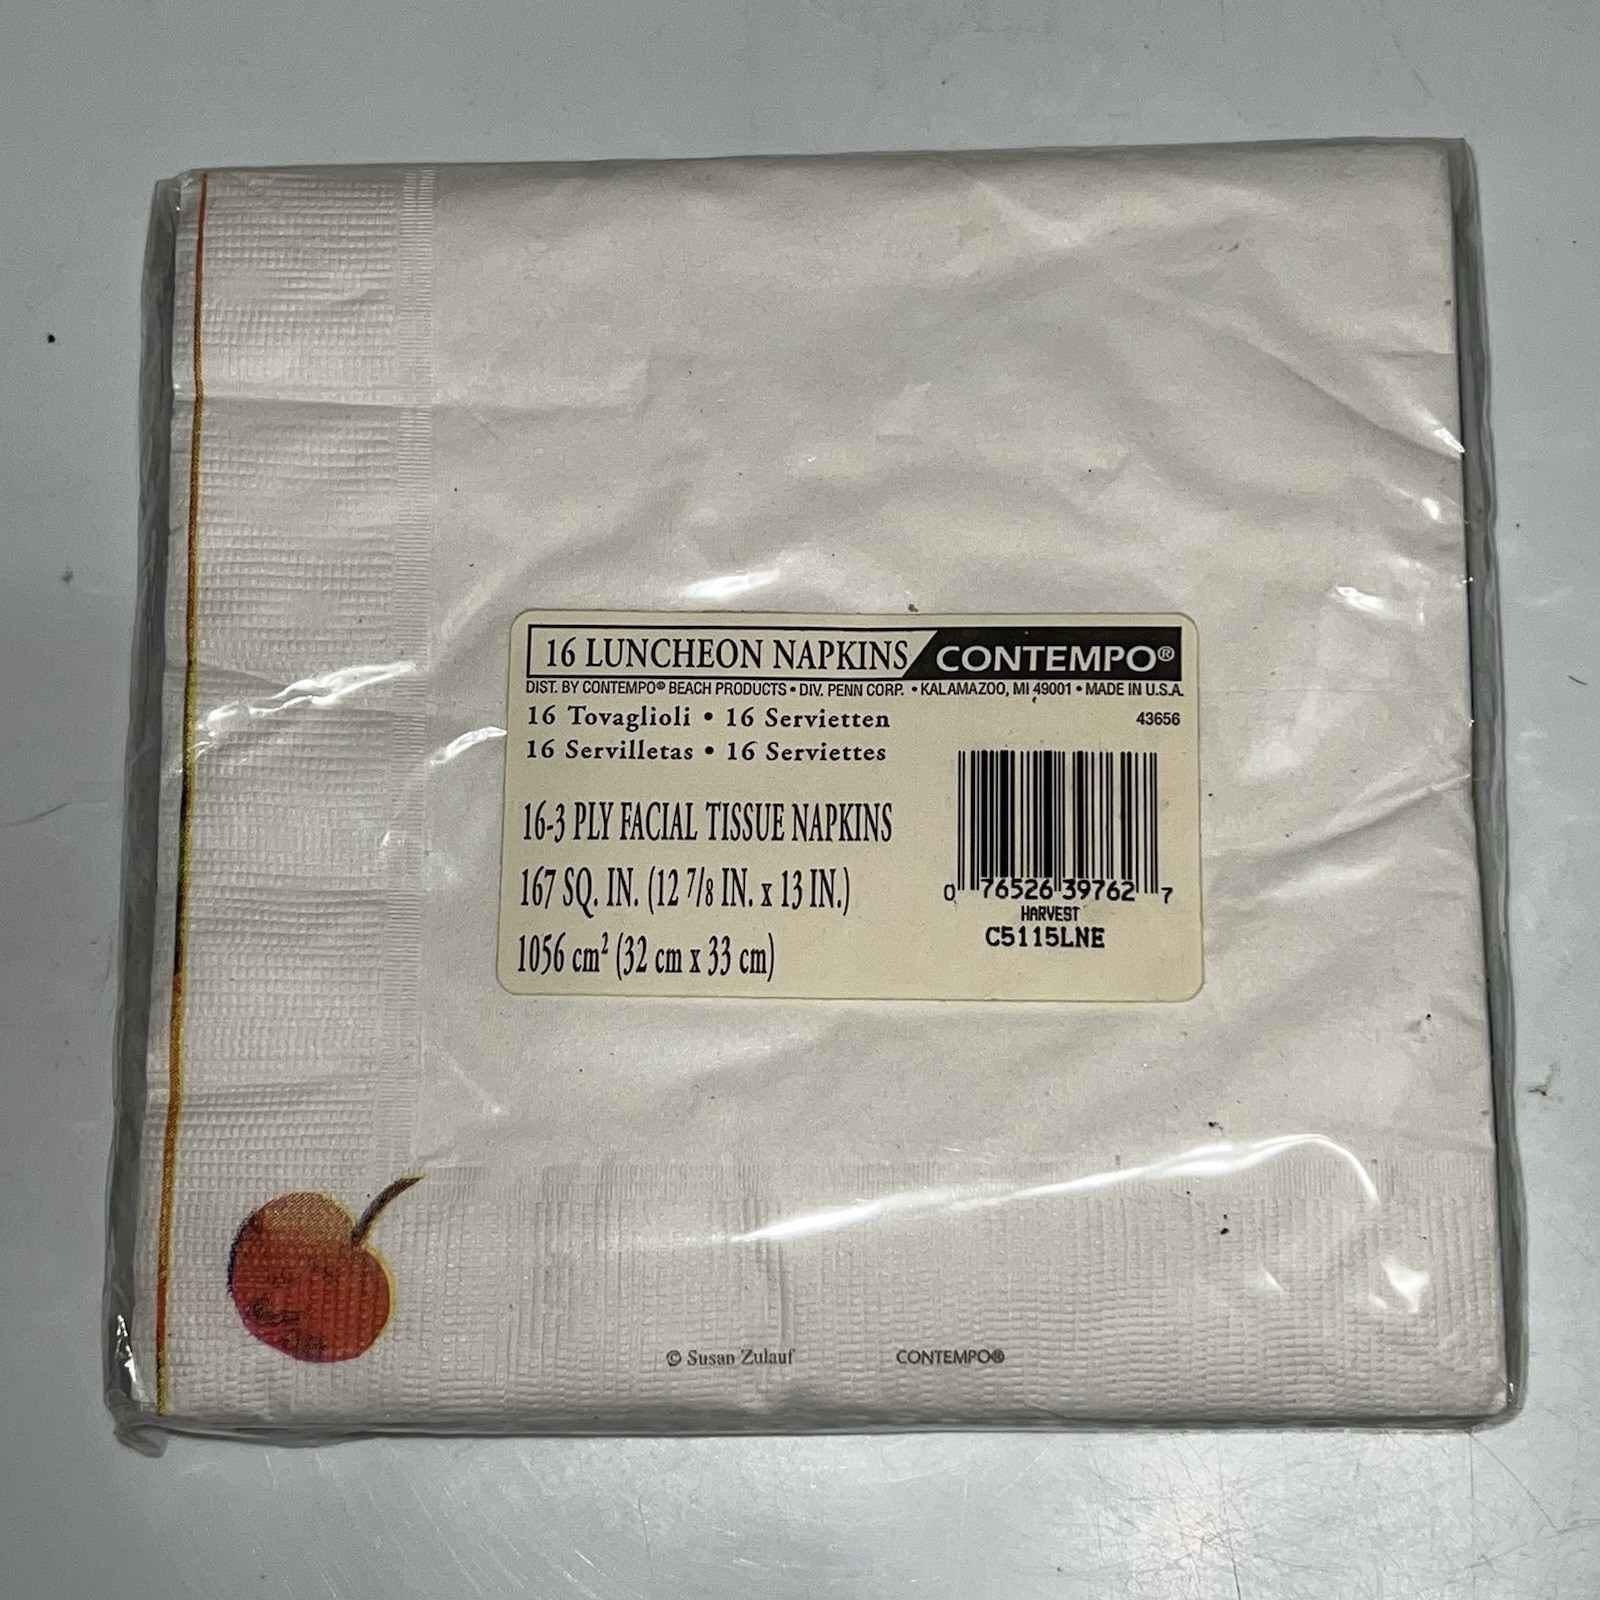 16 LUNCHEON NAPKINS CONTEMPO®
DIST. BY CONTEMPO® BEACH PRODUCTS • DIV. PENN CORP. • KALAMAZOO, MI 49001 • MADE IN U.S.A.
16 Tovaglioli • 16 Servietten
43656
16 Servilletas • 16 Serviettes
16-3 PLY FACIAL TISSUE NAPKINS
167 SQ. IN. (12 7/8 IN. x 13 IN.)
1056 cm² (32 cm x 33 cm)
0 76526 39762 7
HARVEST
C5115LNE
© Susan Zulauf CONTEMPO®